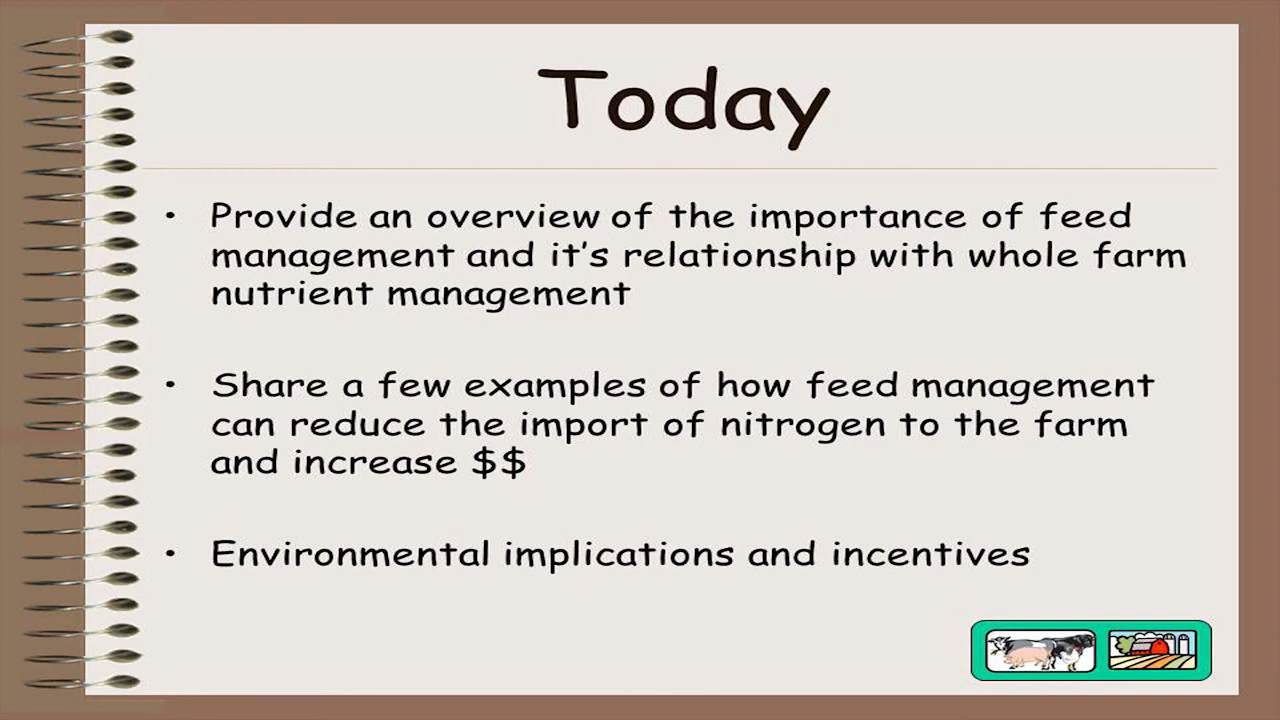 Today
• Provide an overview of the importance of feed
management and it's relationship with whole farm
nutrient management
• Share a few examples of how feed management
can reduce the import of nitrogen to the farm
and increase $$
• Environmental implications and incentives